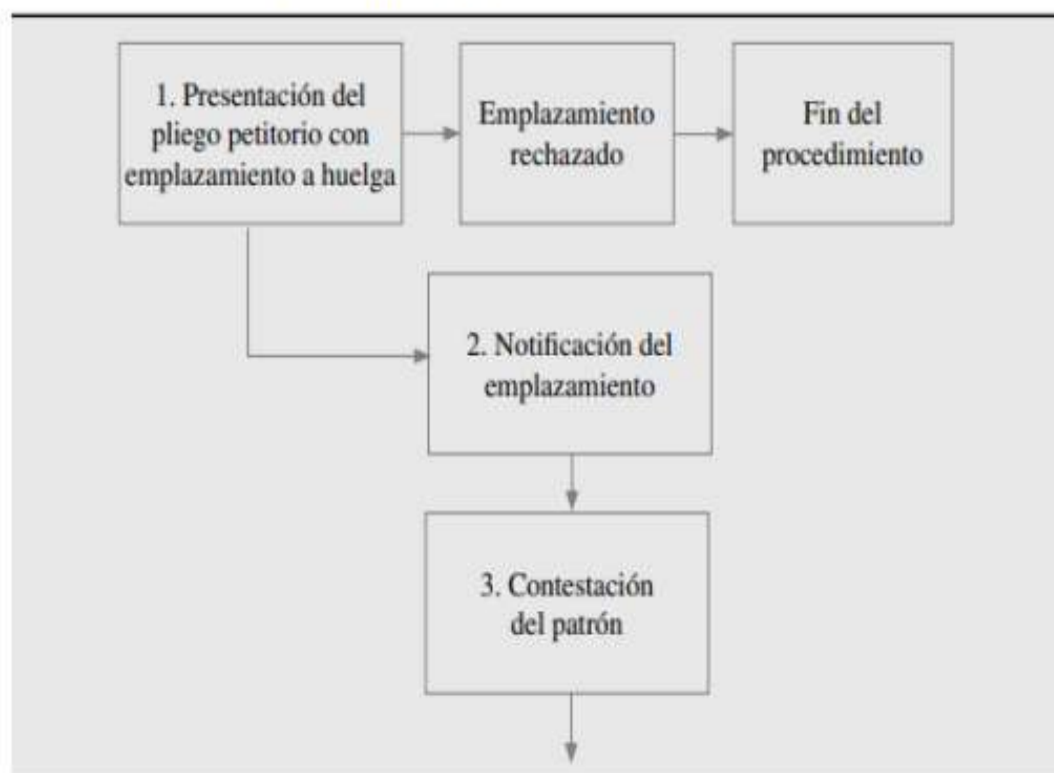 1. Presentación del
pliego petitorio con
emplazamiento a huelga
Emplazamiento
rechazado
Fin del
procedimiento
2. Notificación del
emplazamiento
3. Contestación
del patrón